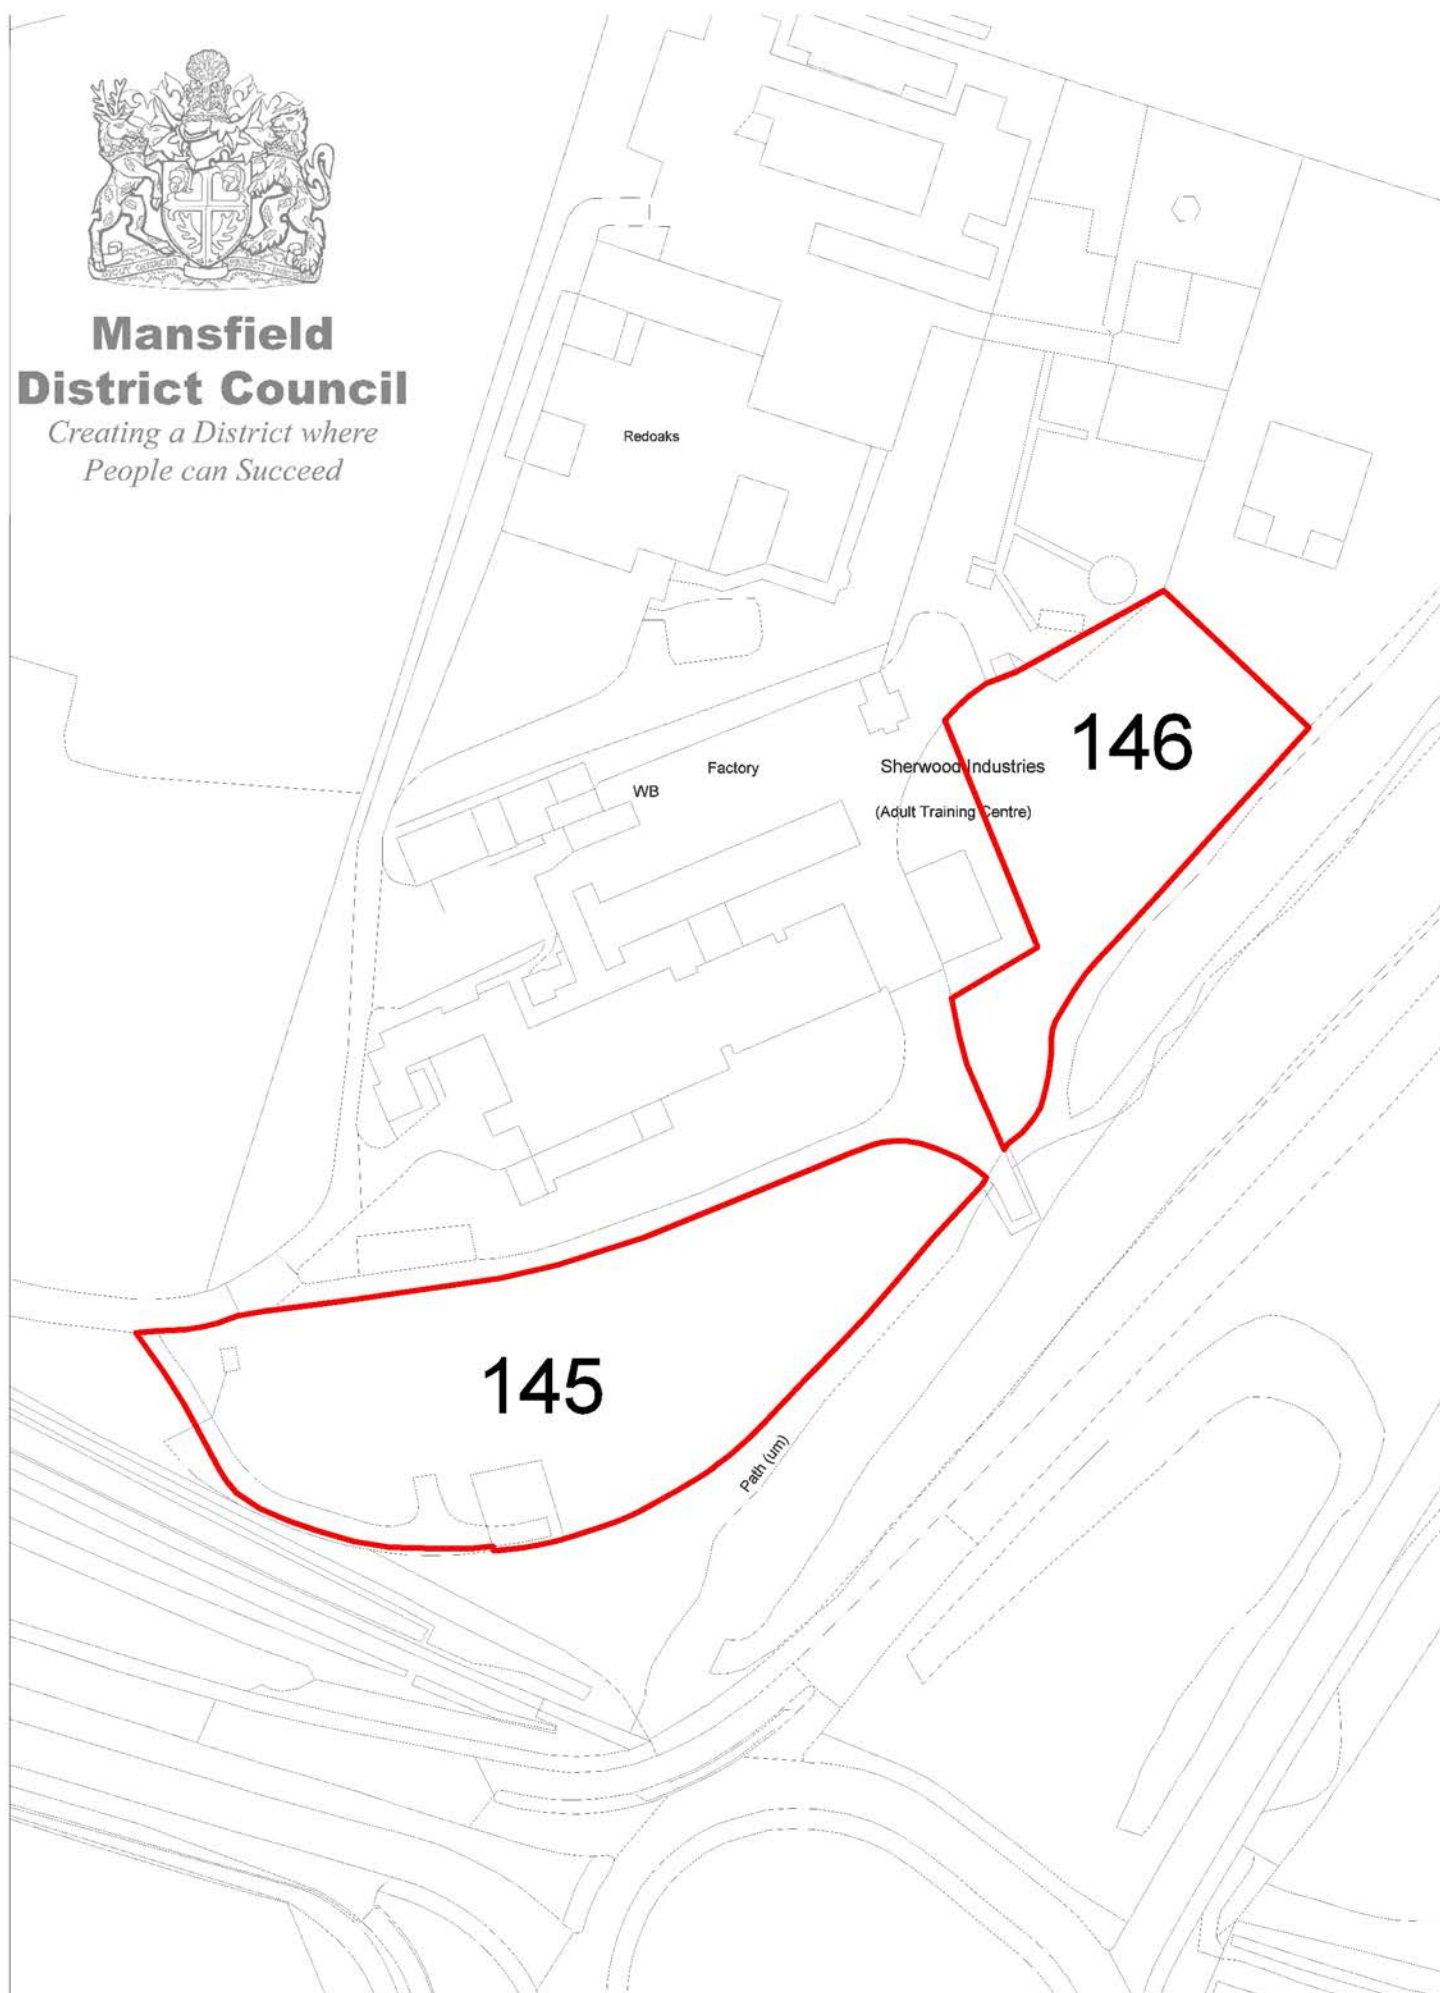 Mansfield
District Council
Creating a District where
People can Succeed
Redoaks
146
Factory
Sherwood Industries
WB
(Adult Training Centre)
145
Path (um)